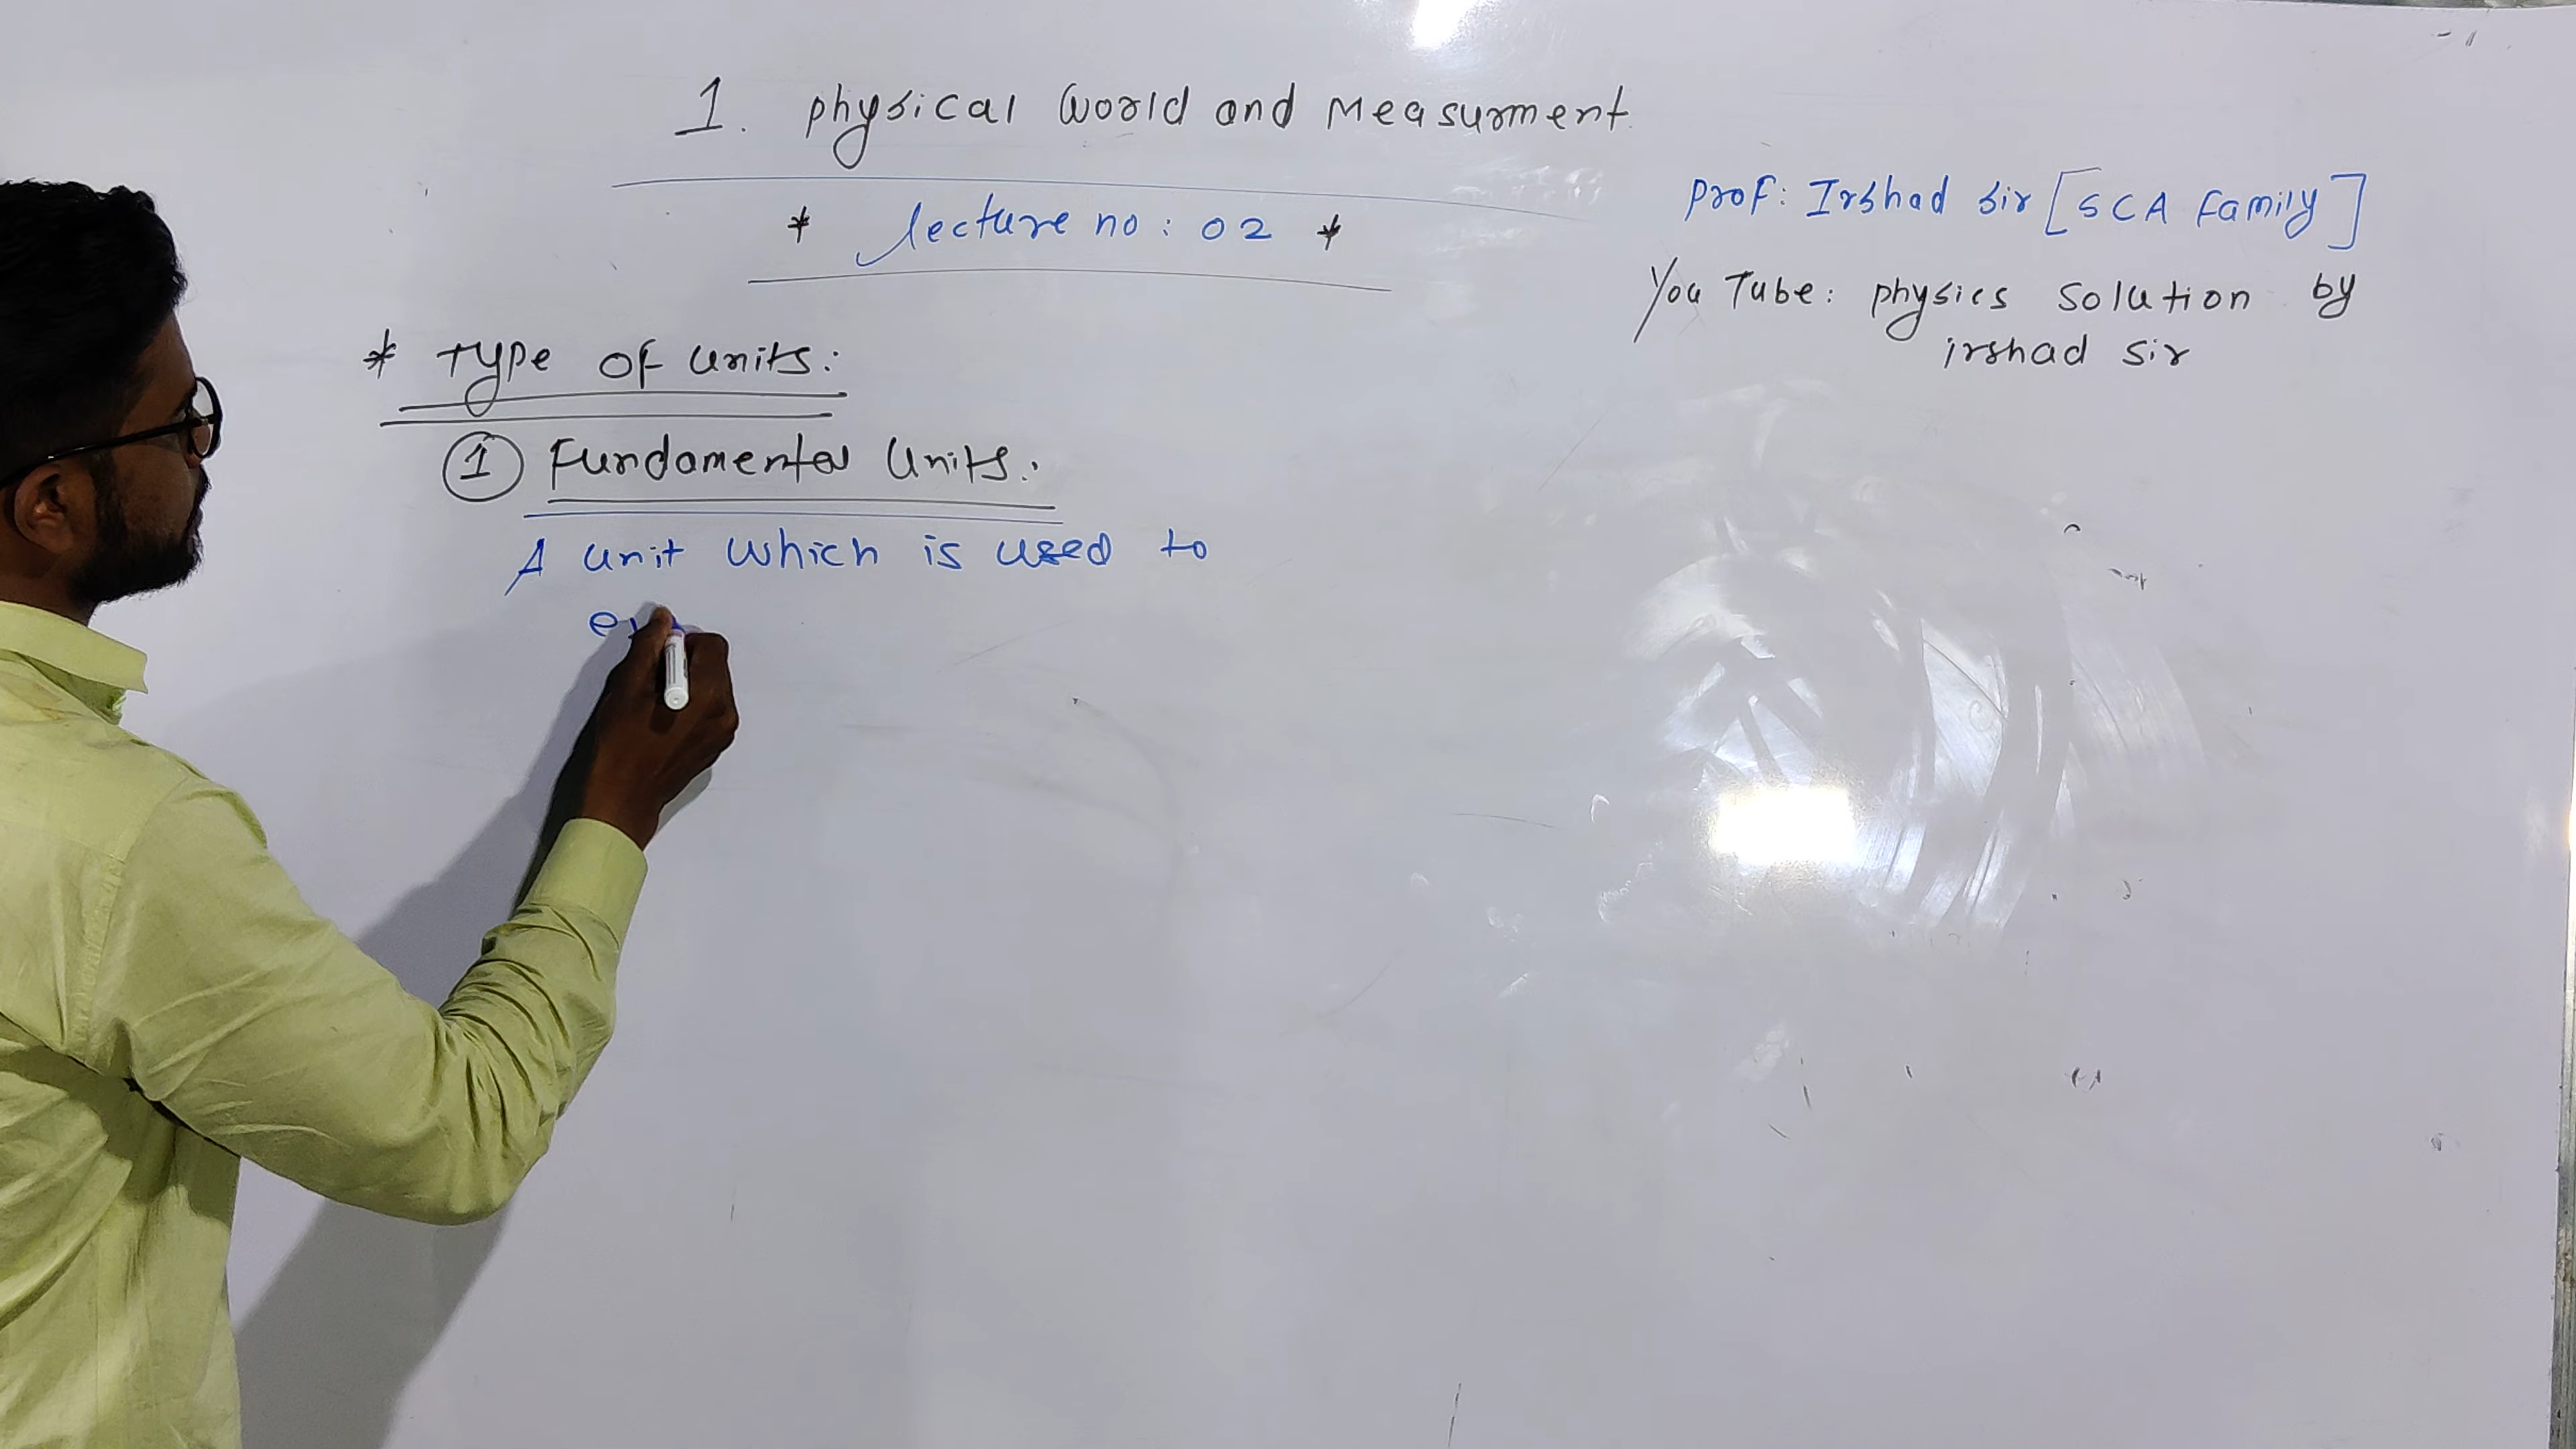 1. physical world and Measurment
* lecture no: 02 *
Prof: Irshad sir [SCA Family]
You Tube: physics solution by
irshad sir
* Type of units:
① Fundamental Units:
A unit which is used to